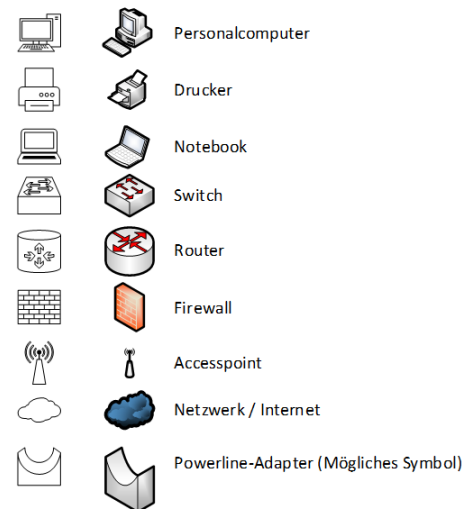 Personalcomputer
Drucker
Notebook
Switch
Router
Firewall
Accesspoint
Netzwerk / Internet
Powerline-Adapter (Mögliches Symbol)